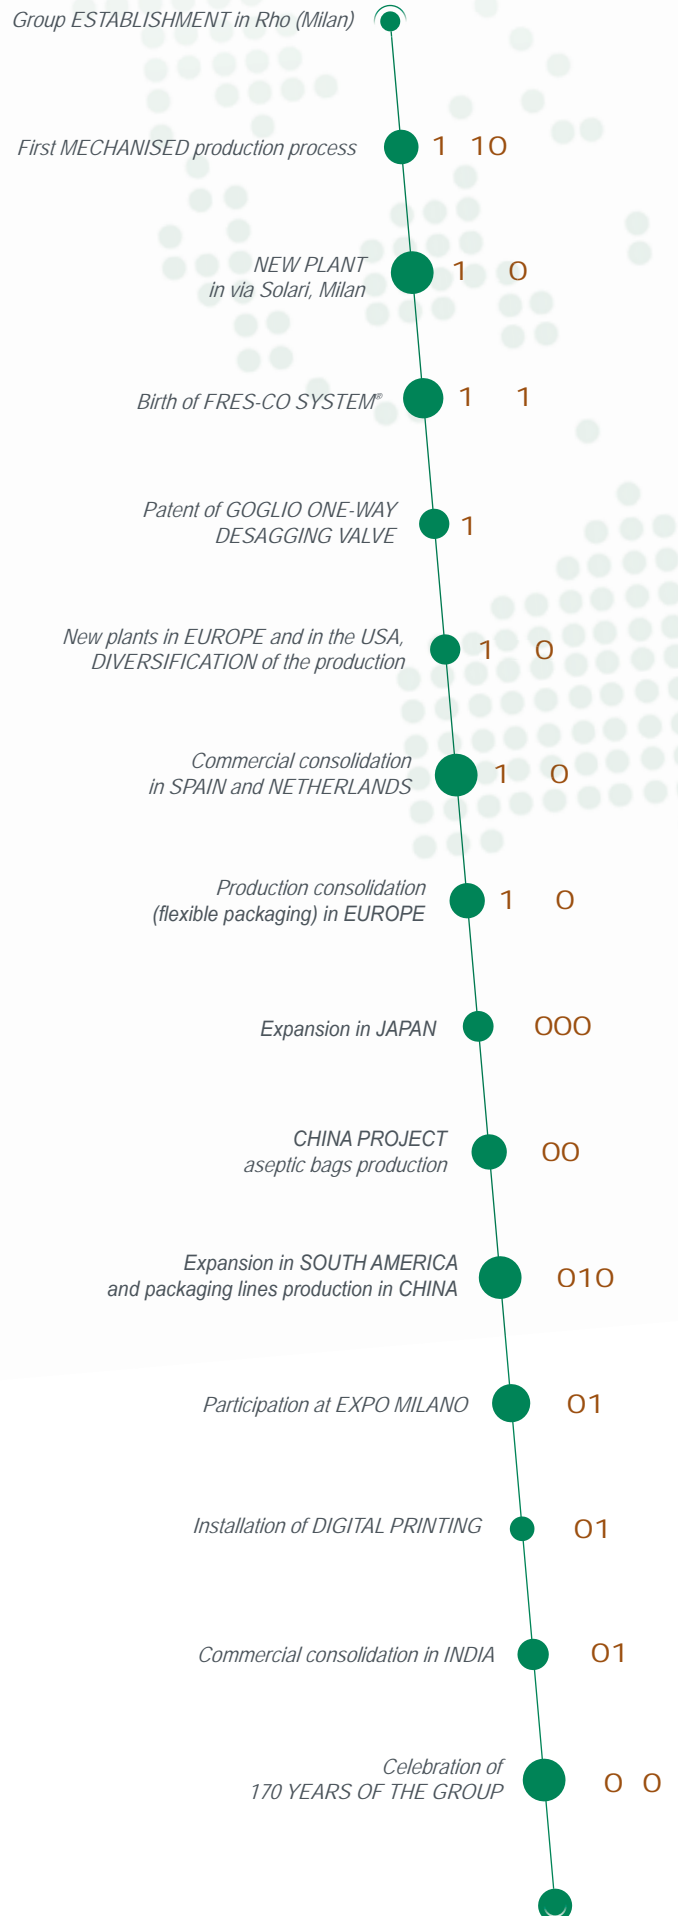 Group ESTABLISHMENT in Rho (Milan)
First MECHANISED production process
1 10
NEW PLANT
in via Solari, Milan
1 0
Birth of FRES-CO SYSTEM®
1 1
Patent of GOGLIO ONE-WAY
DESAGGING VALVE
1
New plants in EUROPE and in the USA,
DIVERSIFICATION of the production
1 0
Commercial consolidation
in SPAIN and NETHERLANDS
1 0
Production consolidation
(flexible packaging) in EUROPE
1 0
Expansion in JAPAN
000
CHINA PROJECT
aseptic bags production
00
Expansion in SOUTH AMERICA
and packaging lines production in CHINA
010
Participation at EXPO MILANO
01
Installation of DIGITAL PRINTING
01
Commercial consolidation in INDIA
01
Celebration of
170 YEARS OF THE GROUP
0 0